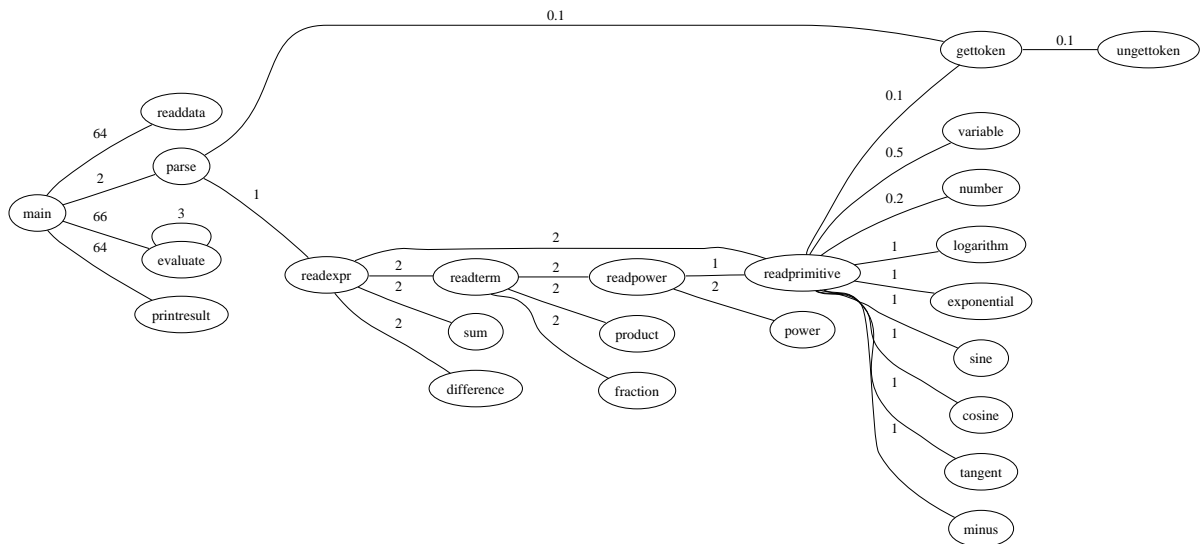 0.1
gettoken
0.1
ungettoken
readdata
64
0.1
variable
parse
2
0.5
1
number
main
66
3
0.2
64
evaluate
2
1
logarithm
readexpr
2
readterm
2
readpower
1
readprimitive
1
exponential
2
2
2
1
printresult
sum
product
power
1
sine
2
2
difference
fraction
1
cosine
1
tangent
minus